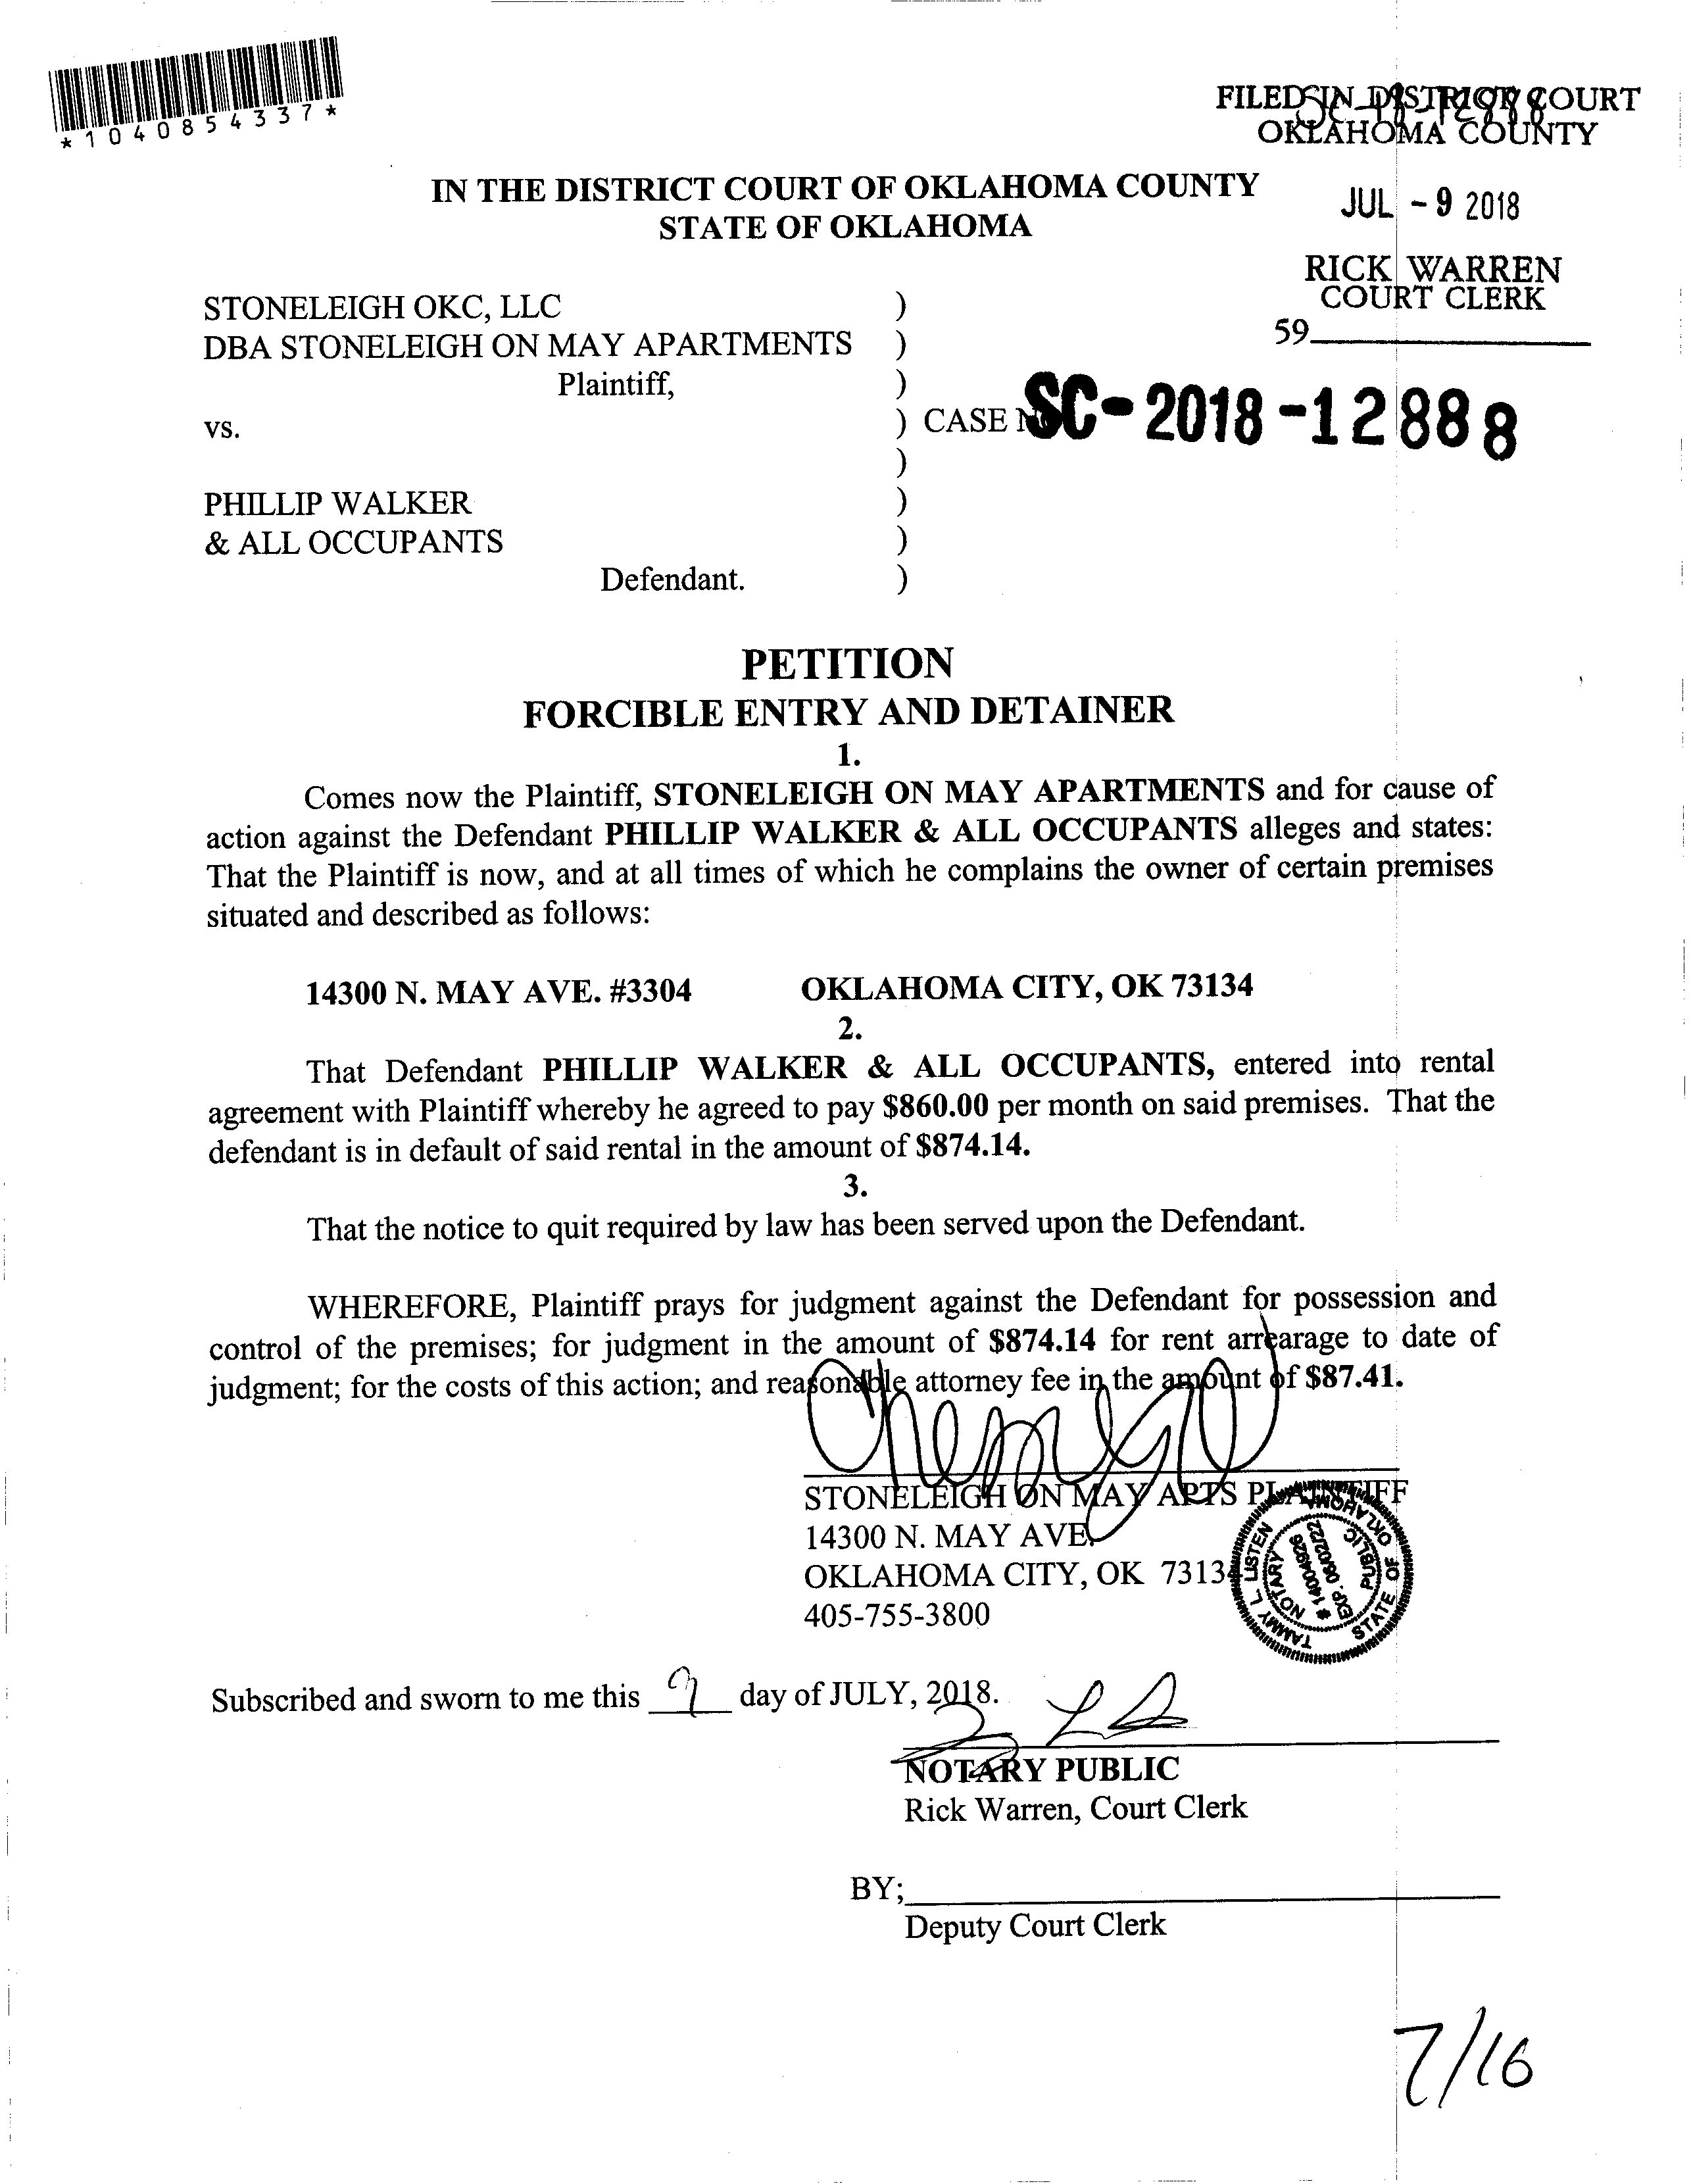 *1040854337*
FILED IN DISTRICT COURT
OKLAHOMA COUNTY
JUL - 9 2018
RICK WARREN
COURT CLERK
59
IN THE DISTRICT COURT OF OKLAHOMA COUNTY
STATE OF OKLAHOMA
STONELEIGH OKC, LLC )
DBA STONELEIGH ON MAY APARTMENTS )
Plaintiff, )
vs. ) CASE SC-2018-12888
)
PHILLIP WALKER )
& ALL OCCUPANTS )
Defendant. )
PETITION
FORCIBLE ENTRY AND DETAINER
1.
Comes now the Plaintiff, STONELEIGH ON MAY APARTMENTS and for cause of
action against the Defendant PHILLIP WALKER & ALL OCCUPANTS alleges and states:
That the Plaintiff is now, and at all times of which he complains the owner of certain premises
situated and described as follows:
14300 N. MAY AVE. #3304 OKLAHOMA CITY, OK 73134
2.
That Defendant PHILLIP WALKER & ALL OCCUPANTS, entered into rental
agreement with Plaintiff whereby he agreed to pay $860.00 per month on said premises. That the
defendant is in default of said rental in the amount of $874.14.
3.
That the notice to quit required by law has been served upon the Defendant.
WHEREFORE, Plaintiff prays for judgment against the Defendant for possession and
control of the premises; for judgment in the amount of $874.14 for rent arrearage to date of
judgment; for the costs of this action; and reasonable attorney fee in the amount of $87.41.
STONELEIGH ON MAY APTS PLAINTIFF
14300 N. MAY AVE.
OKLAHOMA CITY, OK 73134
405-755-3800
TAMMY L. LISTEN
NOTARY PUBLIC
# 14004926
EXP. 06/02/22
STATE OF OKLAHOMA
Subscribed and sworn to me this 9 day of JULY, 2018.
NOTARY PUBLIC
Rick Warren, Court Clerk
BY;
Deputy Court Clerk
7/16